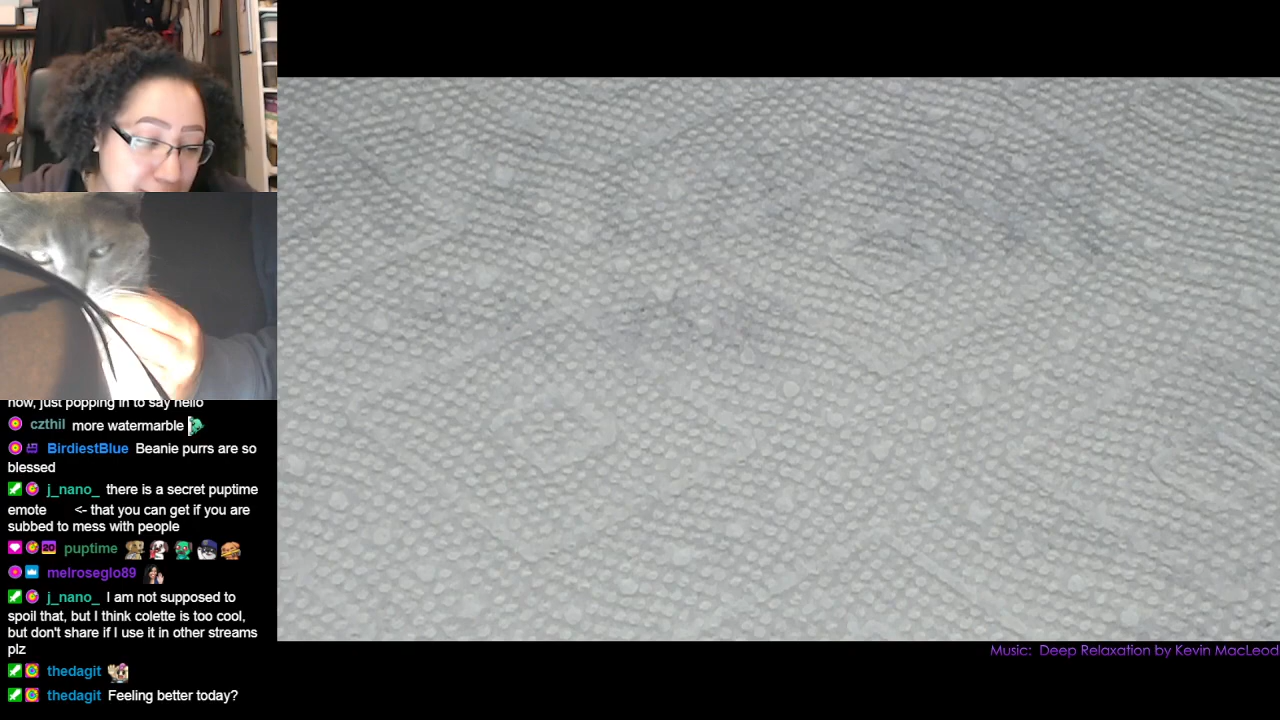 now, just popping in to say hello
czthil more watermarble
BirdiestBlue Beanie purrs are so
blessed
j_nano_ there is a secret puptime
emote <- that you can get if you are
subbed to mess with people
20 puptime
melroseglo89
j_nano_ I am not supposed to
spoil that, but I think colette is too cool,
but don't share if I use it in other streams
plz
thedagit
thedagit Feeling better today?
Music: Deep Relaxation by Kevin MacLeod